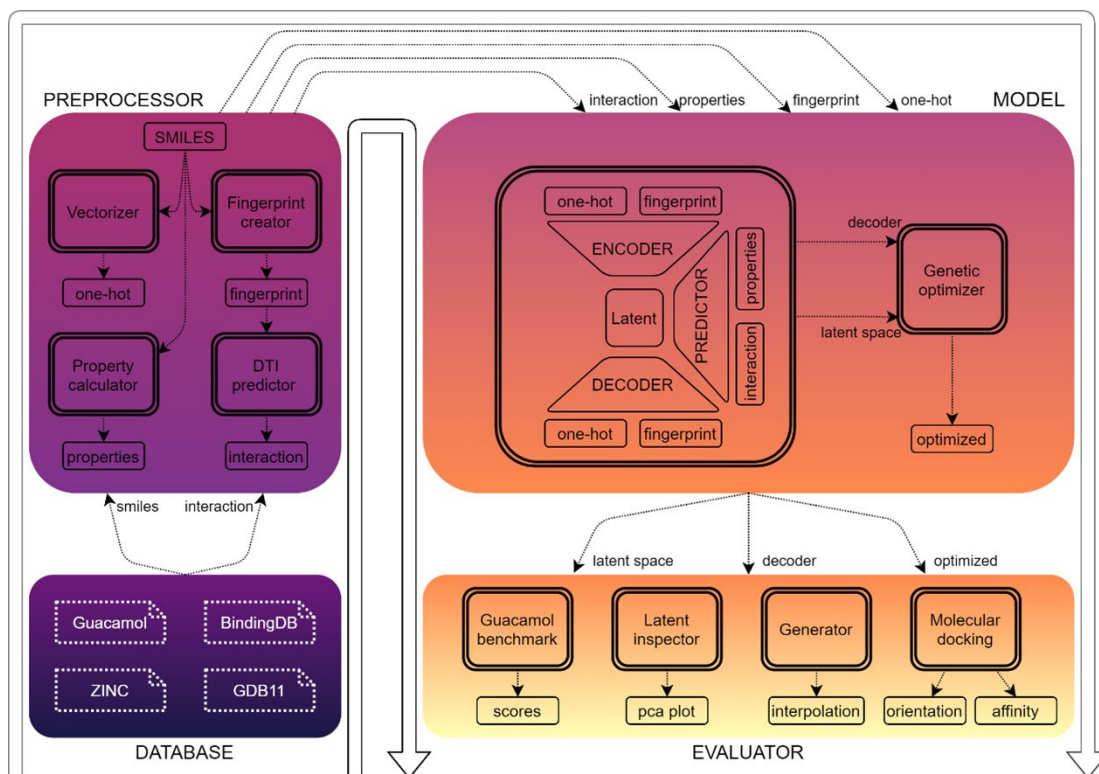 PREPROCESSOR
SMILES
Vectorizer
Fingerprint
creator
one-hot
fingerprint
Property
calculator
DTI
predictor
properties
interaction
smiles
interaction
Guacamol
BindingDB
ZINC
GDB11
DATABASE
interaction
properties
fingerprint
one-hot
MODEL
one-hot
fingerprint
ENCODER
Latent
PREDICTOR
properties
interaction
DECODER
one-hot
fingerprint
decoder
latent space
Genetic
optimizer
optimized
latent space
decoder
optimized
Guacamol
benchmark
Latent
inspector
Generator
Molecular
docking
scores
pca plot
interpolation
orientation
affinity
EVALUATOR